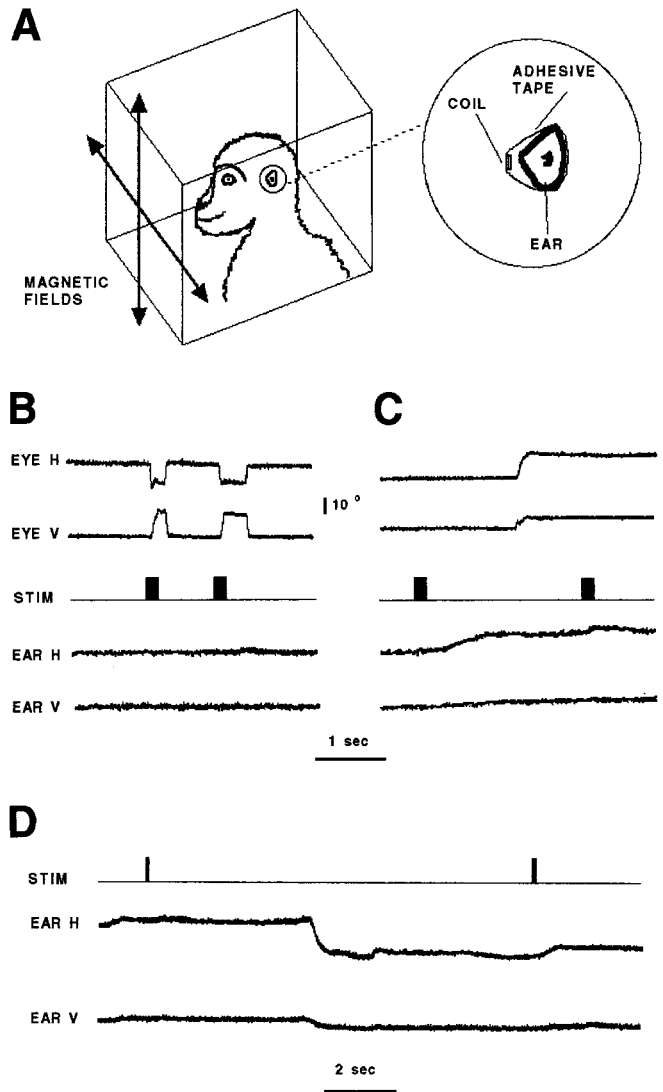 A
ADHESIVE
TAPE
COIL
EAR
MAGNETIC
FIELDS
B
C
EYE H
10 °
EYE V
STIM
EAR H
EAR V
1 sec
D
STIM
EAR H
EAR V
2 sec